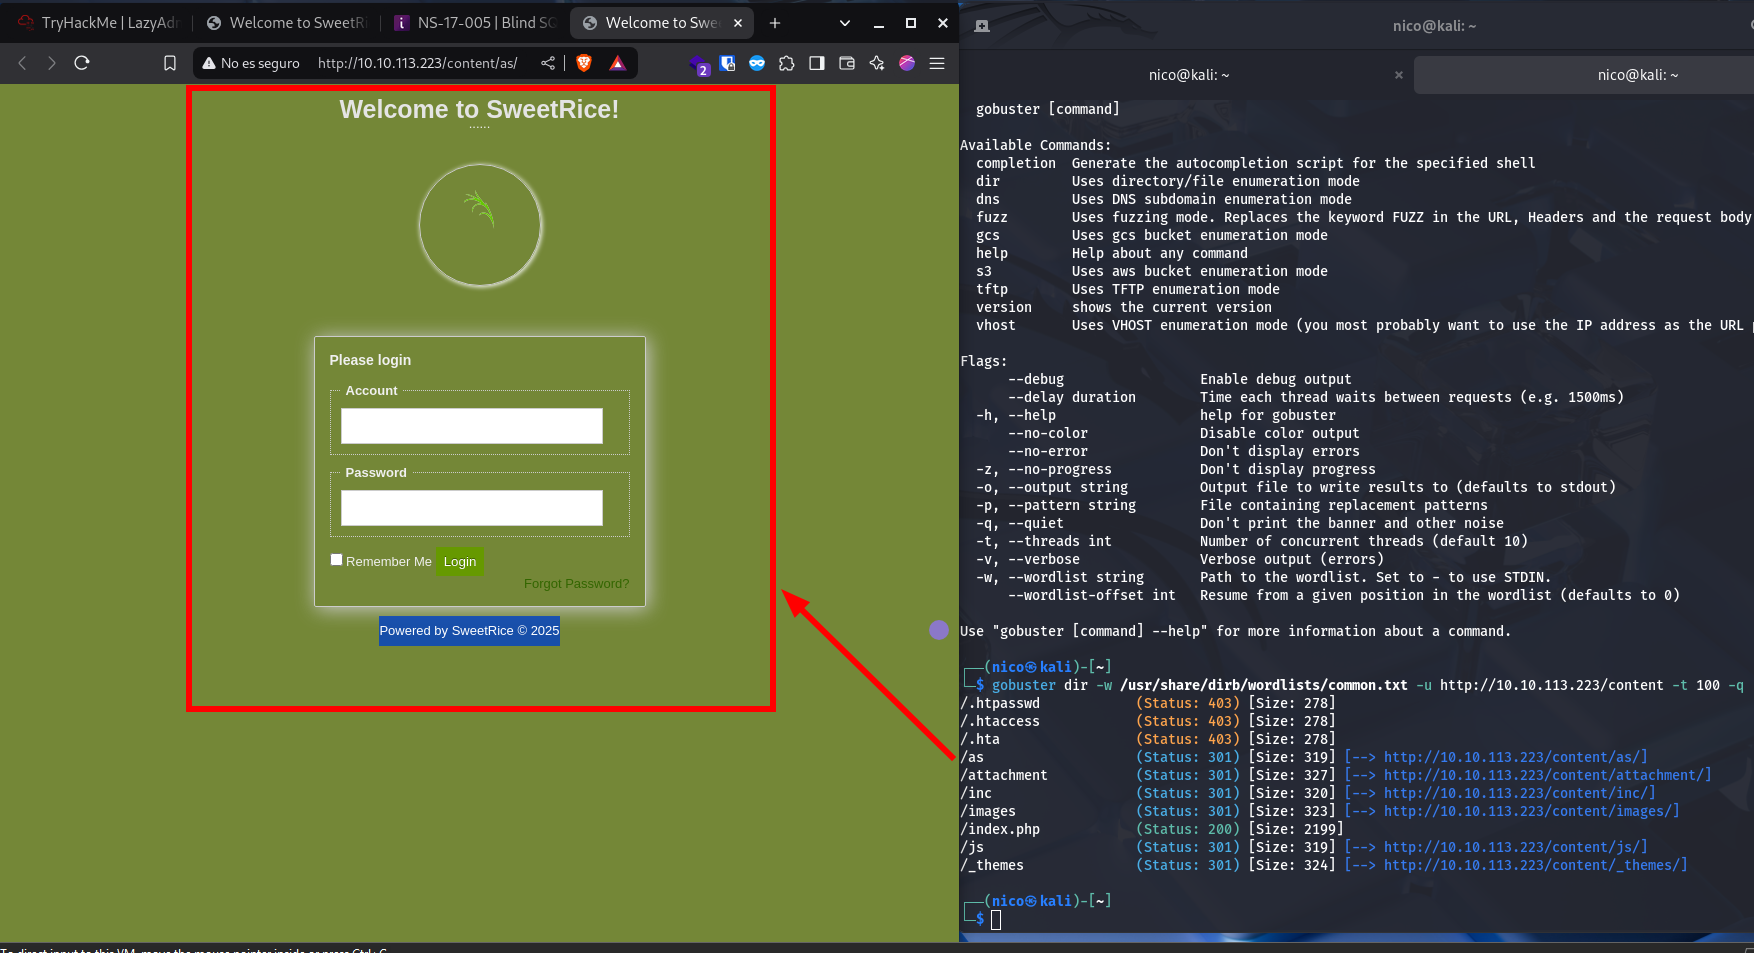 TryHackMe | LazyAdr
Welcome to SweetRi
NS-17-005 | Blind SQ
Welcome to Swee
No es seguro
http://10.10.113.223/content/as/
2
Welcome to SweetRice!
......
Please login
Account
Password
Remember Me
Login
Forgot Password?
Powered by SweetRice © 2025
nico@kali: ~
nico@kali: ~
nico@kali: ~
gobuster [command]
Available Commands:
completion  Generate the autocompletion script for the specified shell
dir         Uses directory/file enumeration mode
dns         Uses DNS subdomain enumeration mode
fuzz        Uses fuzzing mode. Replaces the keyword FUZZ in the URL, Headers and the request body
gcs         Uses gcs bucket enumeration mode
help        Help about any command
s3          Uses aws bucket enumeration mode
tftp        Uses TFTP enumeration mode
version     shows the current version
vhost       Uses VHOST enumeration mode (you most probably want to use the IP address as the URL p
Flags:
--debug                 Enable debug output
--delay duration        Time each thread waits between requests (e.g. 1500ms)
-h, --help                  help for gobuster
--no-color              Disable color output
--no-error              Don't display errors
-z, --no-progress           Don't display progress
-o, --output string         Output file to write results to (defaults to stdout)
-p, --pattern string        File containing replacement patterns
-q, --quiet                 Don't print the banner and other noise
-t, --threads int           Number of concurrent threads (default 10)
-v, --verbose               Verbose output (errors)
-w, --wordlist string       Path to the wordlist. Set to - to use STDIN.
--wordlist-offset int   Resume from a given position in the wordlist (defaults to 0)
Use "gobuster [command] --help" for more information about a command.
┌──(nico㉿kali)-[~]
└─$ gobuster dir -w /usr/share/dirb/wordlists/common.txt -u http://10.10.113.223/content -t 100 -q
/.htpasswd            (Status: 403) [Size: 278]
/.htaccess            (Status: 403) [Size: 278]
/.hta                 (Status: 403) [Size: 278]
/as                   (Status: 301) [Size: 319] [--> http://10.10.113.223/content/as/]
/attachment           (Status: 301) [Size: 327] [--> http://10.10.113.223/content/attachment/]
/inc                  (Status: 301) [Size: 320] [--> http://10.10.113.223/content/inc/]
/images               (Status: 301) [Size: 323] [--> http://10.10.113.223/content/images/]
/index.php            (Status: 200) [Size: 2199]
/js                   (Status: 301) [Size: 319] [--> http://10.10.113.223/content/js/]
/_themes              (Status: 301) [Size: 324] [--> http://10.10.113.223/content/_themes/]
┌──(nico㉿kali)-[~]
└─$
To direct input to this VM, move the mouse pointer inside or press Ctrl+G.